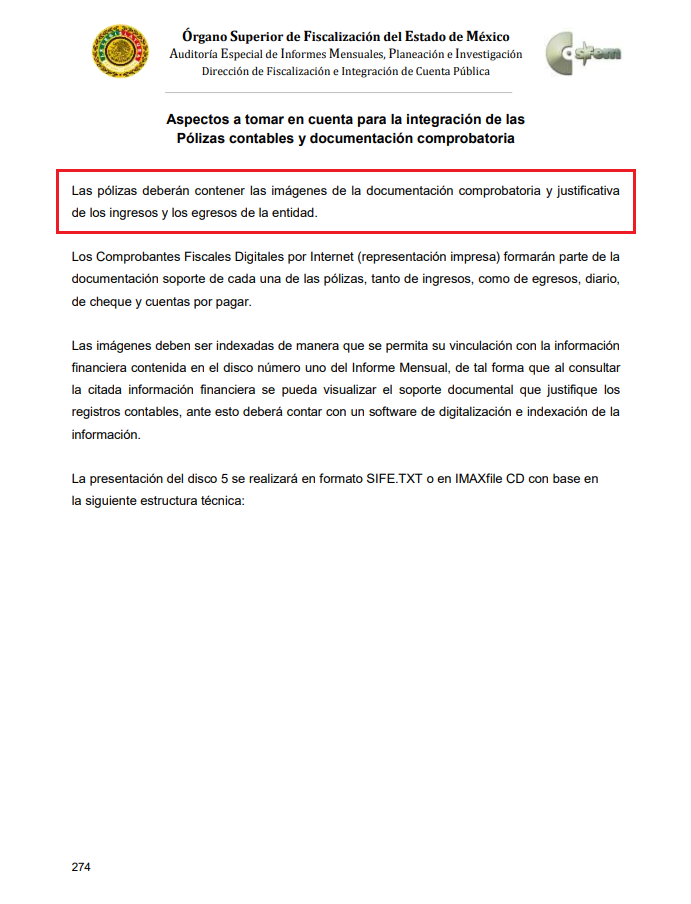 Órgano Superior de Fiscalización del Estado de México
Auditoría Especial de Informes Mensuales, Planeación e Investigación
Dirección de Fiscalización e Integración de Cuenta Pública
osfem
Aspectos a tomar en cuenta para la integración de las
Pólizas contables y documentación comprobatoria
Las pólizas deberán contener las imágenes de la documentación comprobatoria y justificativa
de los ingresos y los egresos de la entidad.
Los Comprobantes Fiscales Digitales por Internet (representación impresa) formarán parte de la
documentación soporte de cada una de las pólizas, tanto de ingresos, como de egresos, diario,
de cheque y cuentas por pagar.
Las imágenes deben ser indexadas de manera que se permita su vinculación con la información
financiera contenida en el disco número uno del Informe Mensual, de tal forma que al consultar
la citada información financiera se pueda visualizar el soporte documental que justifique los
registros contables, ante esto deberá contar con un software de digitalización e indexación de la
información.
La presentación del disco 5 se realizará en formato SIFE.TXT o en IMAXfile CD con base en
la siguiente estructura técnica:
274